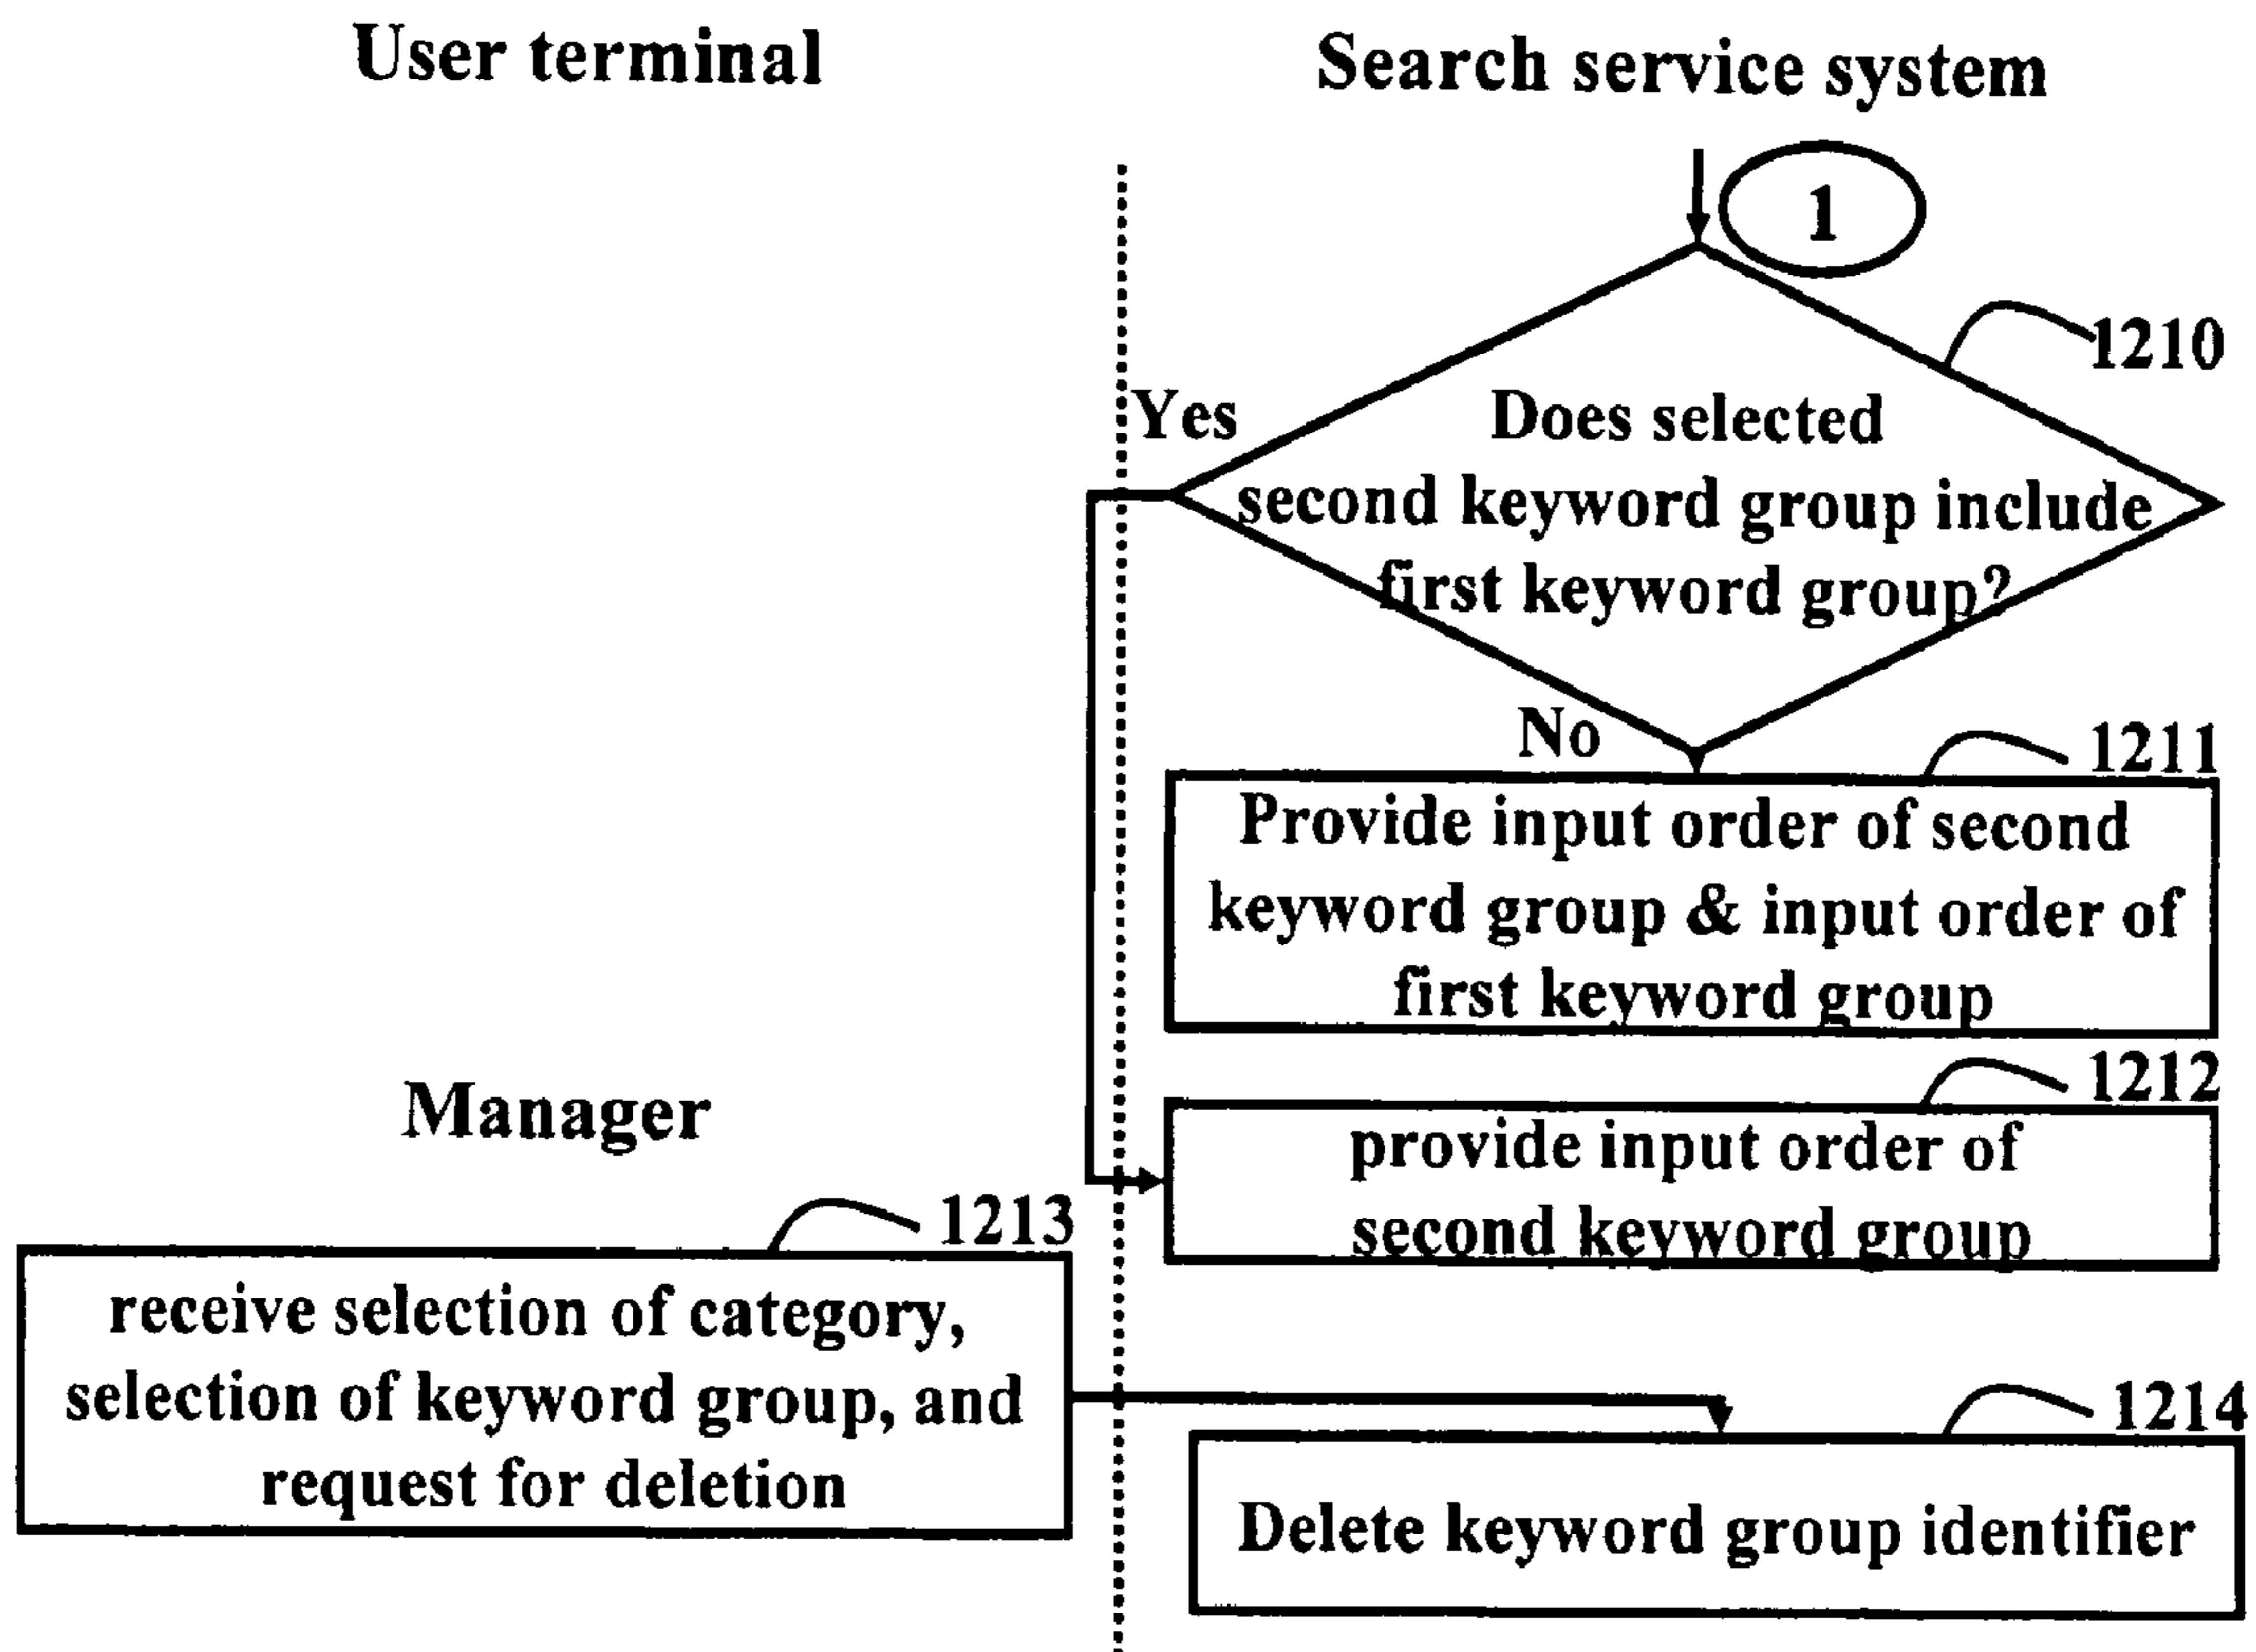 User terminal
Search service system
1
1210
Yes
Does selected
second keyword group include
first keyword group?
No
1211
Provide input order of second
keyword group & input order of
first keyword group
1212
provide input order of
second keyword group
Manager
1213
receive selection of category,
selection of keyword group, and
request for deletion
1214
Delete keyword group identifier